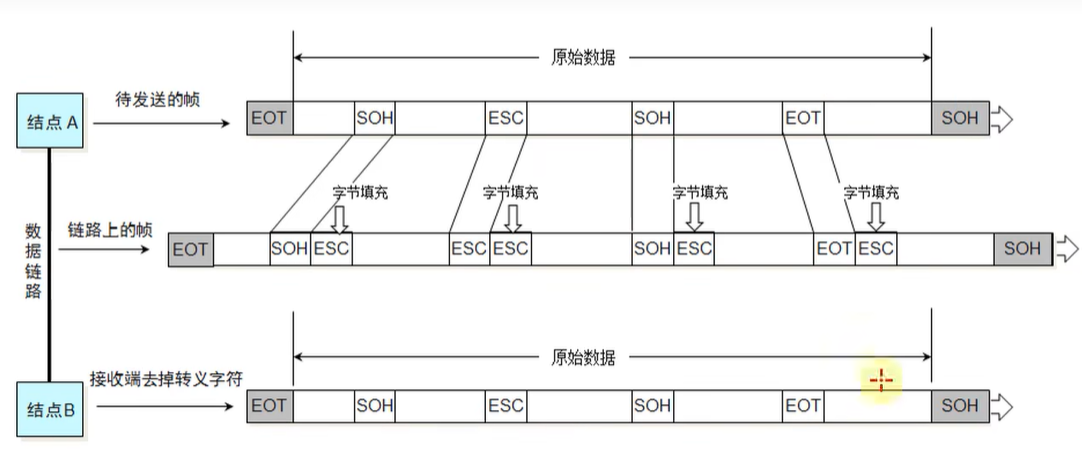 原始数据
结点 A
待发送的帧
EOT SOH ESC SOH EOT SOH
字节填充 字节填充 字节填充 字节填充
数据链路
链路上的帧
EOT SOH ESC ESC ESC SOH ESC EOT ESC SOH
原始数据
接收端去掉转义字符
结点B
EOT SOH ESC SOH EOT SOH